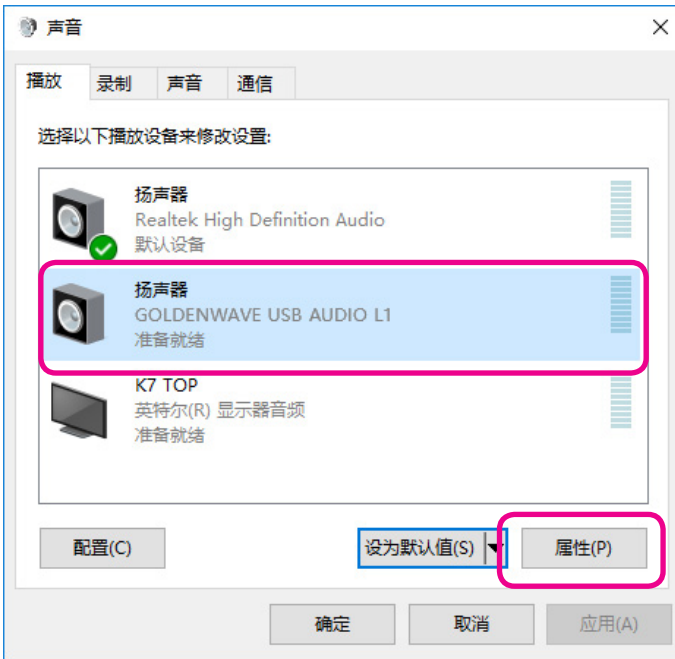 声音
播放 录制 声音 通信
选择以下播放设备来修改设置:
扬声器
Realtek High Definition Audio
默认设备
扬声器
GOLDENWAVE USB AUDIO L1
准备就绪
K7 TOP
英特尔(R) 显示器音频
准备就绪
配置(C) 设为默认值(S) 属性(P)
确定 取消 应用(A)